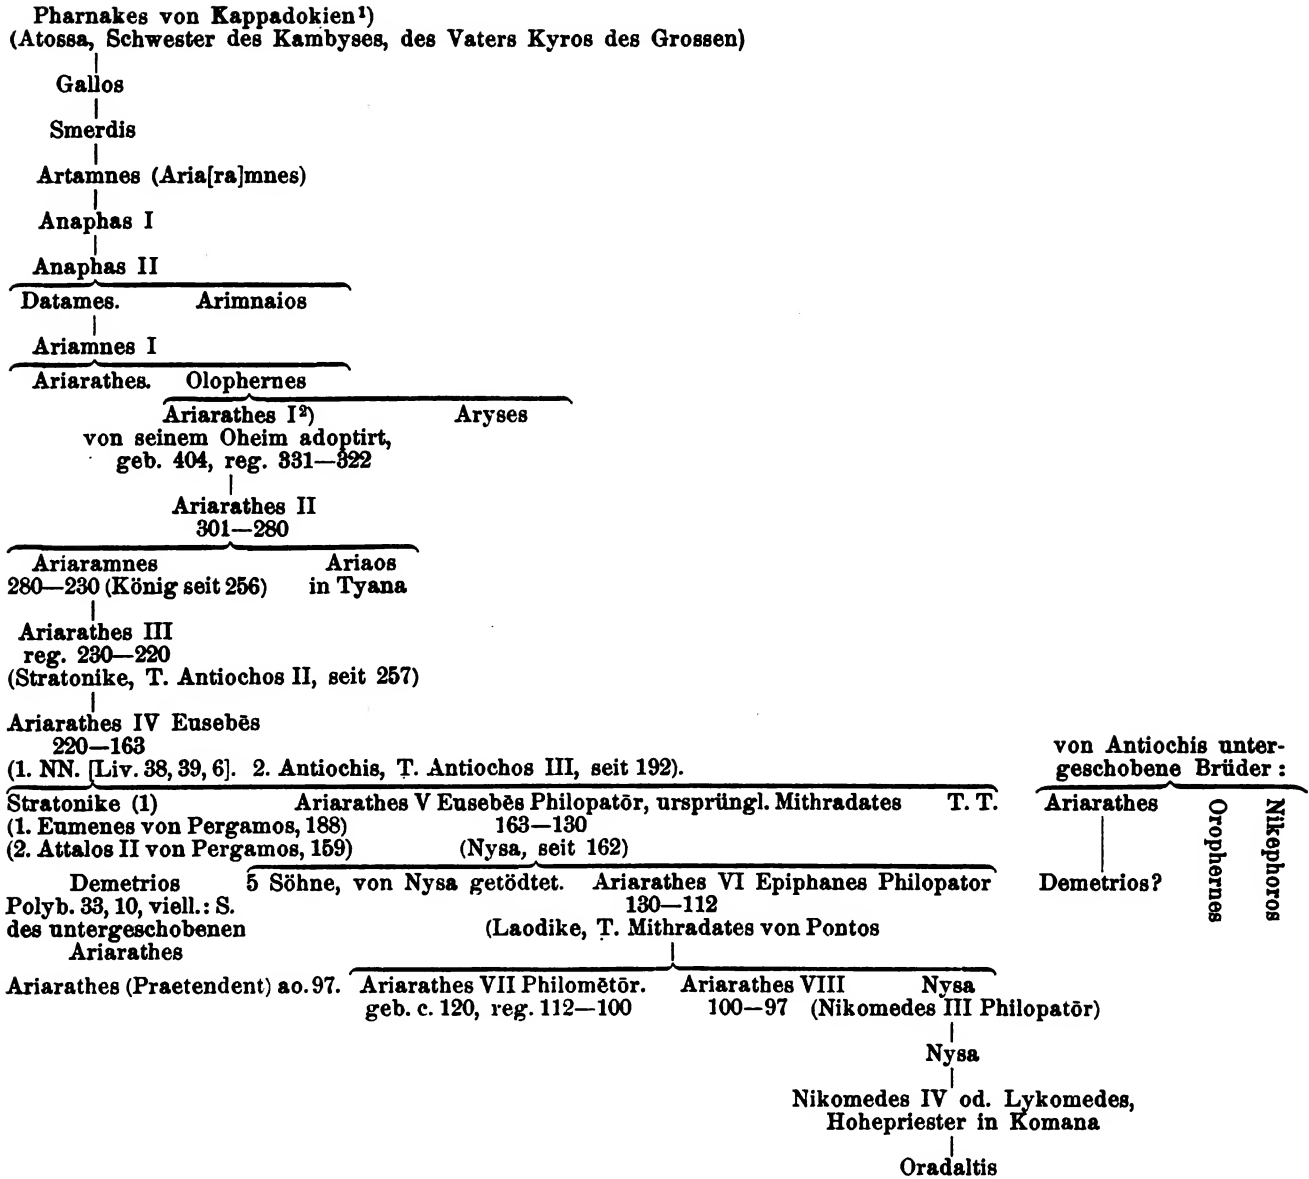 Pharnakes von Kappadokien¹)
(Atossa, Schwester des Kambyses, des Vaters Kyros des Grossen)
Gallos
Smerdis
Artamnes (Aria[ra]mnes)
Anaphas I
Anaphas II
Datames. Arimnaios
Ariamnes I
Ariarathes. Olophernes
Ariarathes I²) Aryses
von seinem Oheim adoptirt,
geb. 404, reg. 331—322
Ariarathes II
301—280
Ariaramnes Ariaos
280—230 (König seit 256) in Tyana
Ariarathes III
reg. 230—220
(Stratonike, T. Antiochos II, seit 257)
Ariarathes IV Eusebēs
220—163
(1. NN. [Liv. 38, 39, 6]. 2. Antiochis, T. Antiochos III, seit 192).
von Antiochis unter-
geschobene Brüder :
Stratonike (1) Ariarathes V Eusebēs Philopatōr, ursprüngl. Mithradates T. T. Ariarathes Orophernes Nikephoros
(1. Eumenes von Pergamos, 188) 163—130
(2. Attalos II von Pergamos, 159) (Nysa, seit 162)
Demetrios 5 Söhne, von Nysa getödtet. Ariarathes VI Epiphanes Philopator Demetrios?
Polyb. 33, 10, viell.: S. 130—112
des untergeschobenen (Laodike, T. Mithradates von Pontos
Ariarathes
Ariarathes (Praetendent) ao. 97. Ariarathes VII Philomētōr. Ariarathes VIII Nysa
geb. c. 120, reg. 112—100 100—97 (Nikomedes III Philopatōr)
Nysa
Nikomedes IV od. Lykomedes,
Hohepriester in Komana
Oradaltis